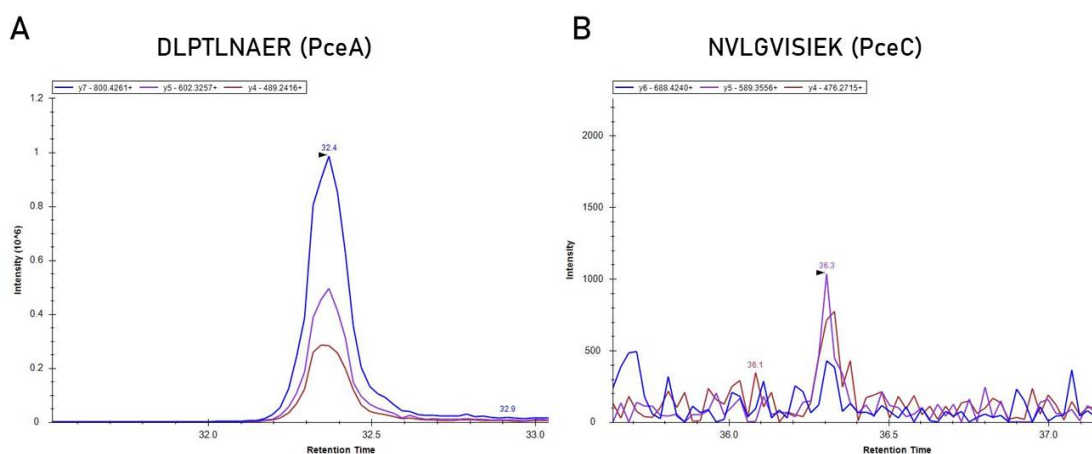 A
DLPTLNAER (PceA)
y7 - 800.4261+ y5 - 602.3257+ y4 - 489.2416+
1.2
1
0.8
0.6
0.4
0.2
0
Intensity (10^6)
32.4
32.9
32.0 32.5 33.0
Retention Time
B
NVLGVISIEK (PceC)
y6 - 688.4240+ y5 - 589.3556+ y4 - 476.2715+
2000
1500
1000
500
0
Intensity
36.3
36.1
36.0 36.5 37.0
Retention Time